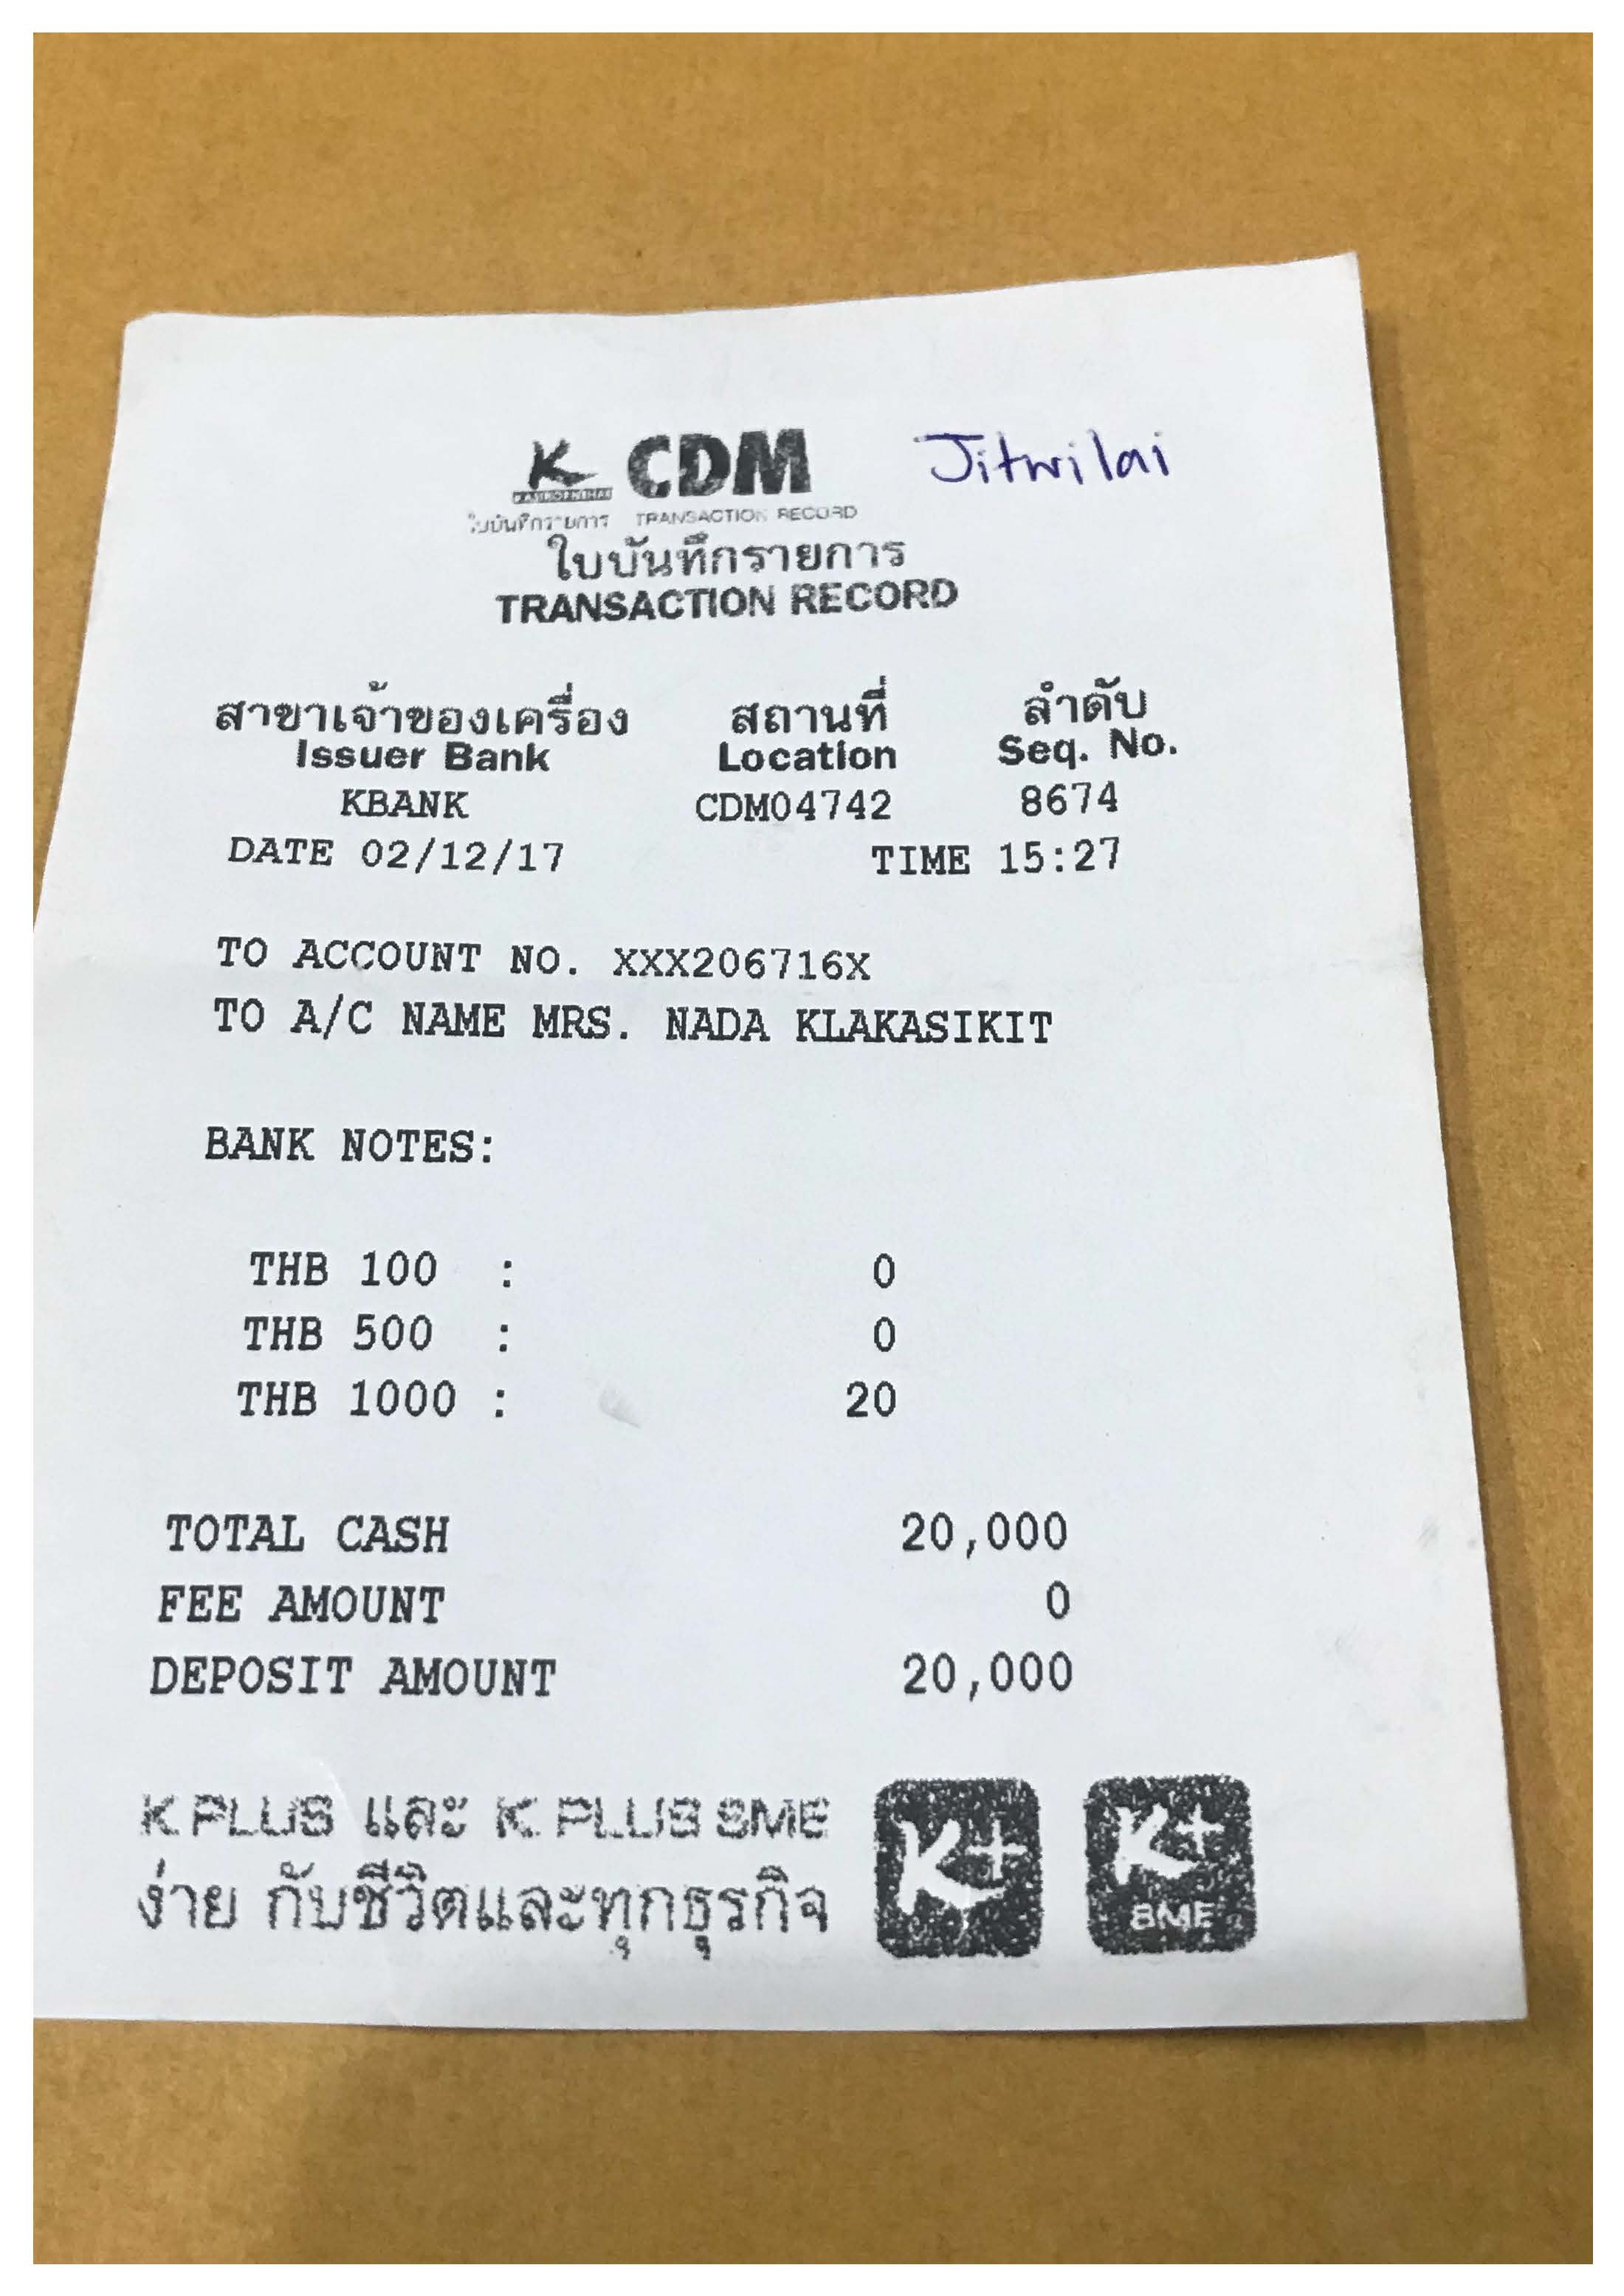 K CDM Jitwilai
KASIKORNTHAI
ใบบันทึกรายการ TRANSACTION RECORD
ใบบันทึกรายการ
TRANSACTION RECORD
สาขาเจ้าของเครื่อง สถานที่ ลำดับ
Issuer Bank Location Seq. No.
KBANK CDM04742 8674
DATE 02/12/17 TIME 15:27
TO ACCOUNT NO. XXX206716X
TO A/C NAME MRS. NADA KLAKASIKIT
BANK NOTES:
THB 100 : 0
THB 500 : 0
THB 1000 : 20
TOTAL CASH 20,000
FEE AMOUNT 0
DEPOSIT AMOUNT 20,000
K PLUS และ K PLUS SME K+ K+
ง่าย กับชีวิตและทุกธุรกิจ SME